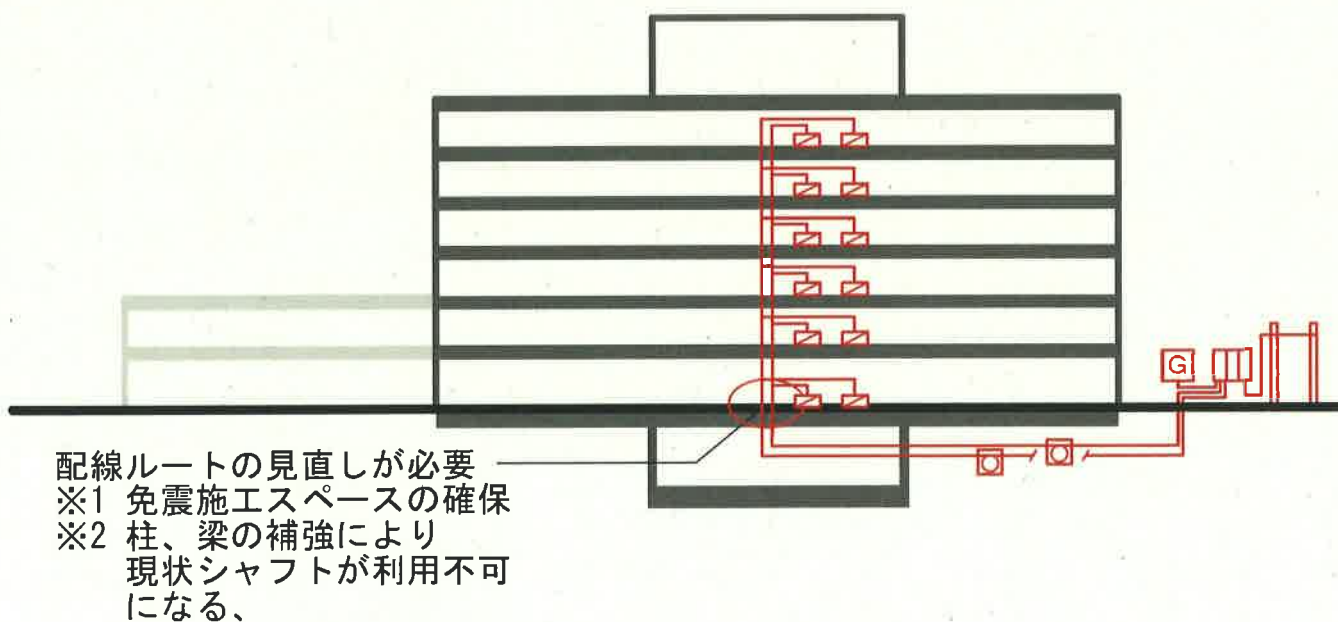 G
配線ルートの見直しが必要
※1 免震施工スペースの確保
※2 柱、梁の補強により
現状シャフトが利用不可
になる、